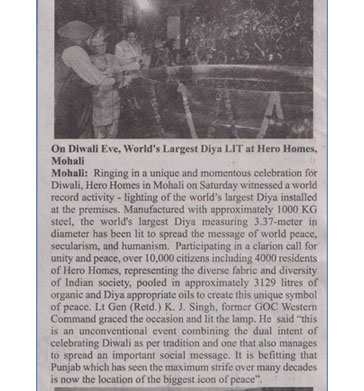 On Diwali Eve, World's Largest Diya LIT at Hero Homes,
Mohali
Mohali: Ringing in a unique and momentous celebration for
Diwali, Hero Homes in Mohali on Saturday witnessed a world
record activity - lighting of the world's largest Diya installed
at the premises. Manufactured with approximately 1000 KG
steel, the world's largest Diya measuring 3.37-meter in
diameter has been lit to spread the message of world peace,
secularism, and humanism. Participating in a clarion call for
unity and peace, over 10,000 citizens including 4000 residents
of Hero Homes, representing the diverse fabric and diversity
of Indian society, pooled in approximately 3129 litres of
organic and Diya appropriate oils to create this unique symbol
of peace. Lt Gen (Retd.) K. J. Singh, former GOC Western
Command graced the occasion and lit the lamp. He said "this
is an unconventional event combining the dual intent of
celebrating Diwali as per tradition and one that also manages
to spread an important social message. It is befitting that
Punjab which has seen the maximum strife over many decades
is now the location of the biggest icon of peace".